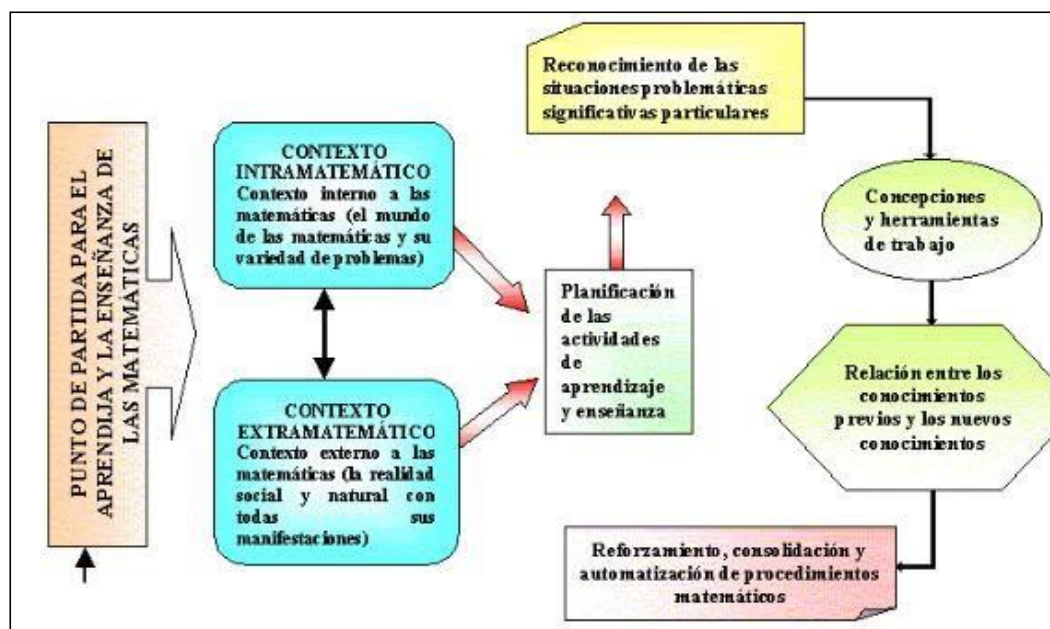 PUNTO DE PARTIDA PARA EL
APRENDIJA Y LA ENSEÑANZA DE
LAS MATEMÁTICAS
CONTEXTO
INTRAMATEMÁTICO
Contexto interno a las
matemáticas (el mundo
de las matemáticas y su
variedad de problemas)
CONTEXTO
EXTRAMATEMÁTICO
Contexto externo a las
matemáticas (la realidad
social y natural con
todas sus
manifestaciones)
Planificación
de las
actividades
de
aprendizaje
y enseñanza
Reconocimiento de las
situaciones problemáticas
significativas particulares
Concepciones
y herramientas
de trabajo
Relación entre los
conocimientos
previos y los nuevos
conocimientos
Reforzamiento, consolidación y
automatización de procedimientos
matemáticos